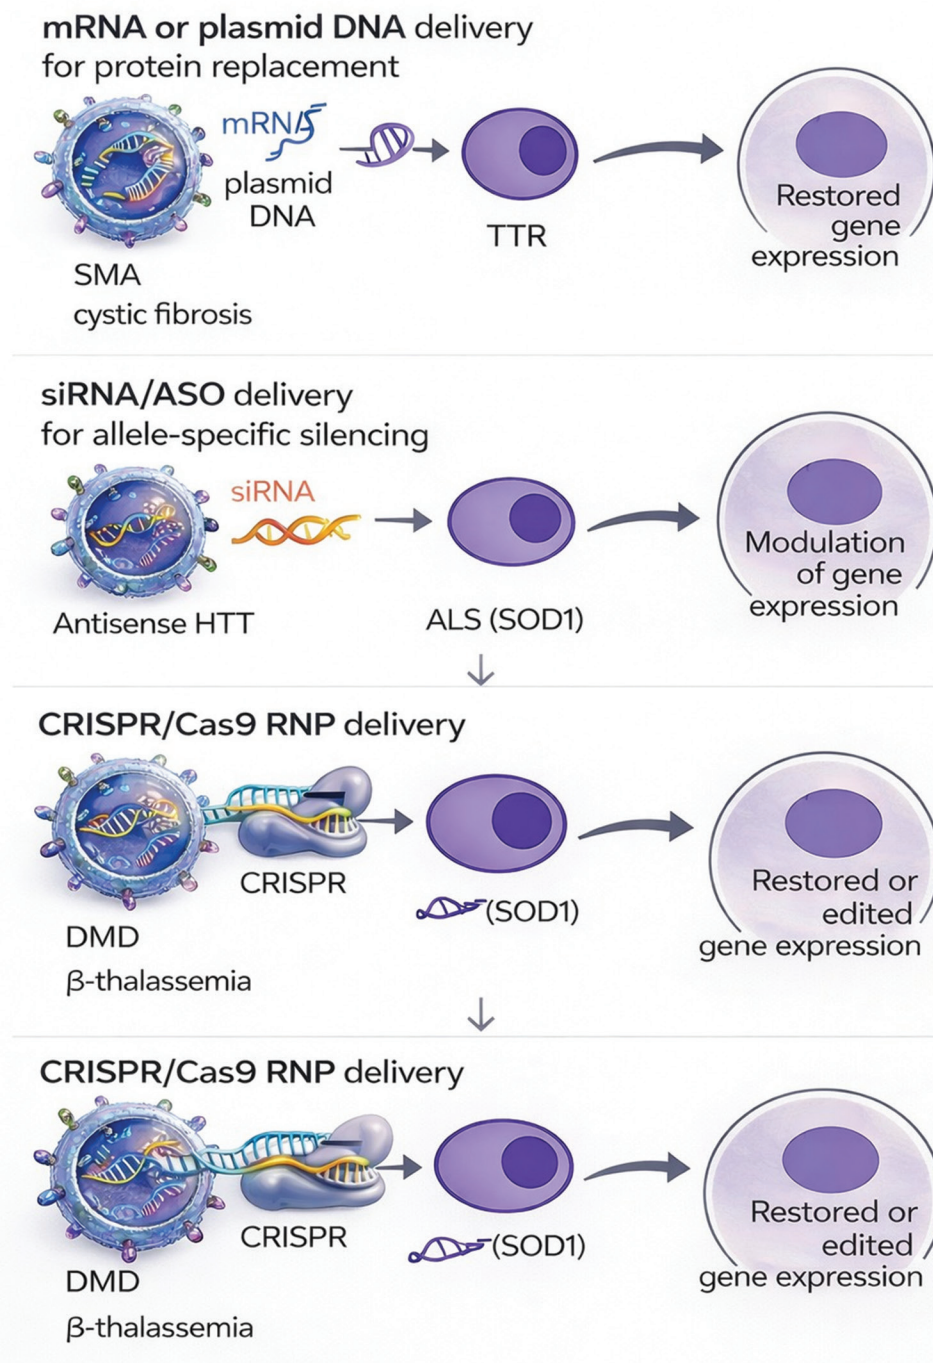 mRNA or plasmid DNA delivery
for protein replacement
plasmid
DNA
TTR
Restored
gene
expression
SMA
cystic fibrosis
siRNA/ASO delivery
for allele-specific silencing
siRNA
Antisense HTT
ALS (SOD1)
Modulation
of gene
expression
CRISPR/Cas9 RNP delivery
CRISPR
(SOD1)
Restored or
edited
gene expression
DMD
β-thalassemia
CRISPR/Cas9 RNP delivery
CRISPR
(SOD1)
Restored or
edited
gene expression
DMD
β-thalassemia